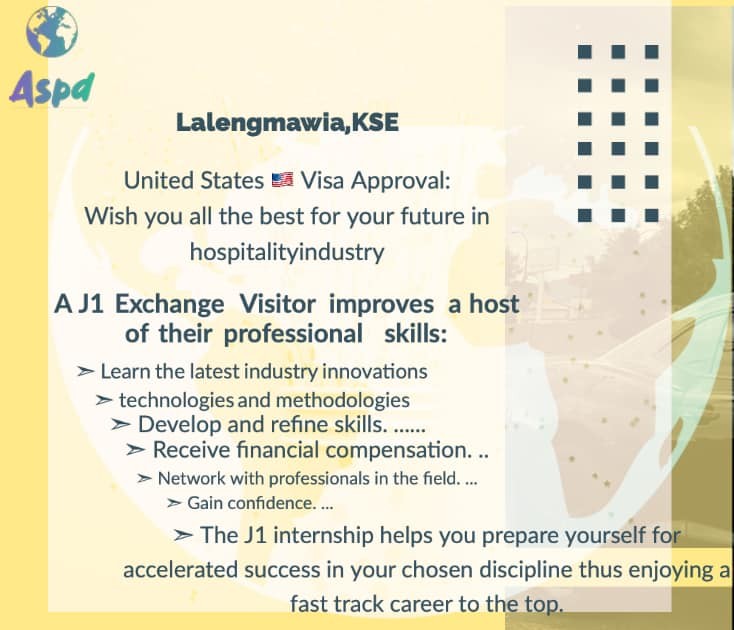 Aspd
Lalengmawia,KSE
United States 🇺🇸 Visa Approval:
Wish you all the best for your future in
hospitalityindustry
A J1 Exchange Visitor improves a host
of their professional skills:
➣ Learn the latest industry innovations
➣ technologies and methodologies
➣ Develop and refine skills. ......
➣ Receive financial compensation. ..
➣ Network with professionals in the field. ...
➣ Gain confidence. ...
➣ The J1 internship helps you prepare yourself for
accelerated success in your chosen discipline thus enjoying a
fast track career to the top.